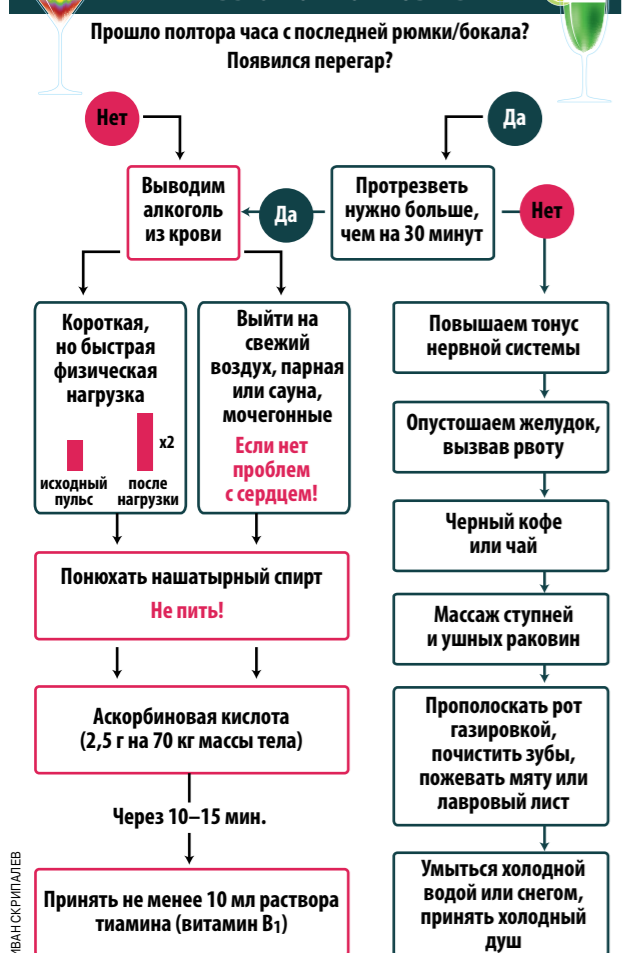 Прошло полтора часа с последней рюмки/бокала?
Появился перегар?
Нет
Да
Выводим
алкоголь
из крови
Да
Протрезветь
нужно больше,
чем на 30 минут
Нет
Короткая,
но быстрая
физическая
нагрузка
x2
исходный
пульс
после
нагрузки
Выйти на
свежий
воздух, парная
или сауна,
мочегонные
Если нет
проблем
с сердцем!
Понюхать нашатырный спирт
Не пить!
Аскорбиновая кислота
(2,5 г на 70 кг массы тела)
Через 10–15 мин.
Принять не менее 10 мл раствора
тиамина (витамин B1)
Повышаем тонус
нервной системы
Опустошаем желудок,
вызвав рвоту
Черный кофе
или чай
Массаж ступней
и ушных раковин
Прополоскать рот
газировкой,
почистить зубы,
пожевать мяту или
лавровый лист
Умыться холодной
водой или снегом,
принять холодный
душ
ИВАН СКРИПАЛЕВ